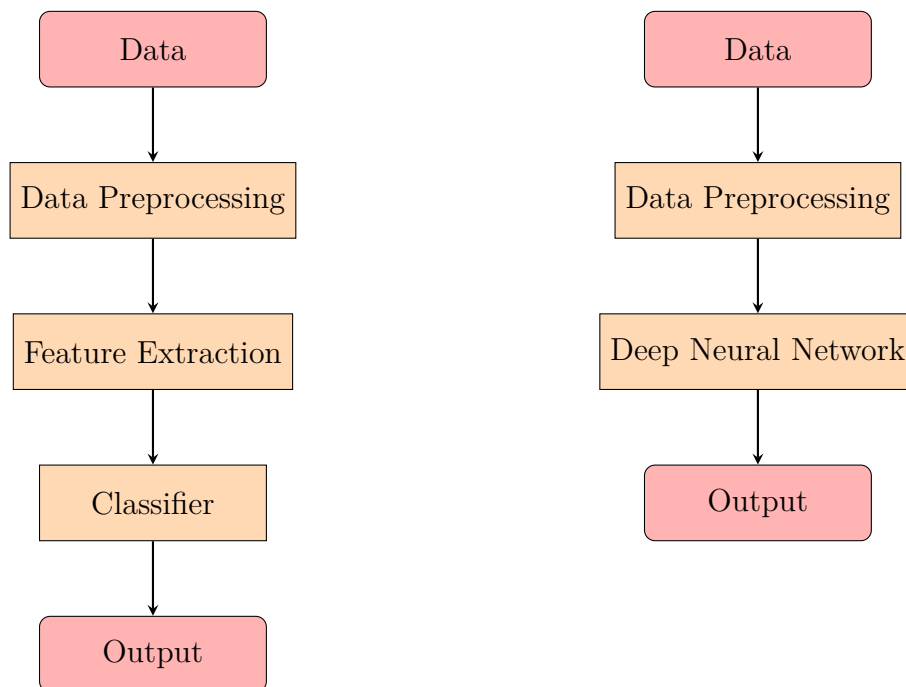 Data
Data Preprocessing
Feature Extraction
Classifier
Output
Data
Data Preprocessing
Deep Neural Network
Output